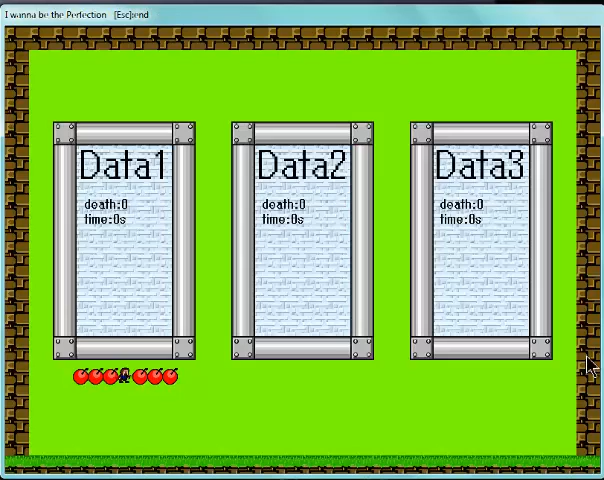 I wanna be the Perfection   [Esc]:end
Data1
death:0
time:0s
Data2
death:0
time:0s
Data3
death:0
time:0s